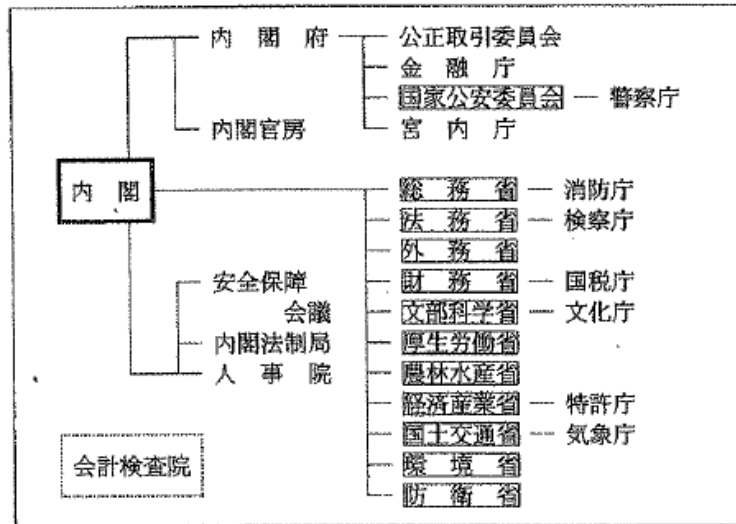 内閣府 公正取引委員会
金融庁
国家公安委員会 警察庁
内閣官房 宮内庁
内閣 総務省 消防庁
法務省 検察庁
外務省
安全保障 財務省 国税庁
会議 文部科学省 文化庁
内閣法制局 厚生労働省
人事院 農林水産省
経済産業省 特許庁
国土交通省 気象庁
会計検査院 環境省
防衛省